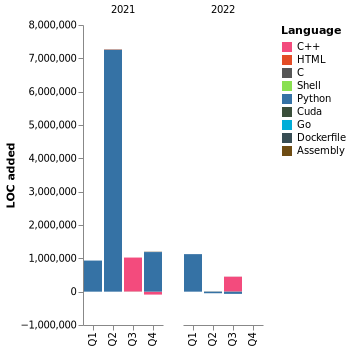 2021
2022
8,000,000
7,000,000
6,000,000
5,000,000
4,000,000
3,000,000
2,000,000
1,000,000
0
−1,000,000
LOC added
Q1
Q2
Q3
Q4
Q1
Q2
Q3
Q4
Language
C++
HTML
C
Shell
Python
Cuda
Go
Dockerfile
Assembly